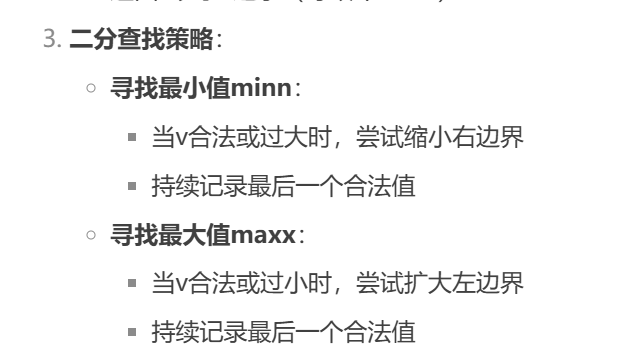 3. 二分查找策略：
寻找最小值minn：
当v合法或过大时，尝试缩小右边界
持续记录最后一个合法值
寻找最大值maxx：
当v合法或过小时，尝试扩大左边界
持续记录最后一个合法值